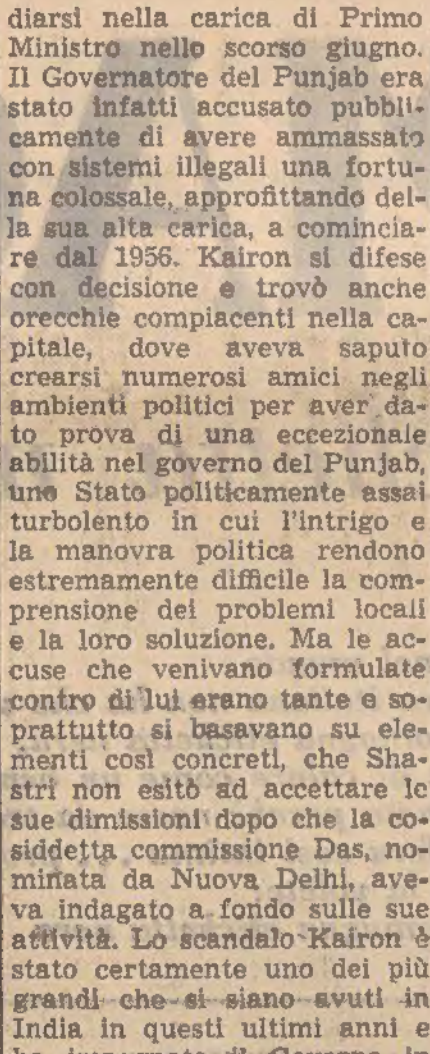 diarsi nella carica di Primo
Ministro nello scorso giugno.
Il Governatore del Punjab era
stato infatti accusato pubbli-
camente di avere ammassato
con sistemi illegali una fortu-
na colossale, approfittando del-
la sua alta carica, a comincia-
re dal 1956. Kairon si difese
con decisione e trovò anche
orecchie compiacenti nella ca-
pitale, dove aveva saputo
crearsi numerosi amici negli
ambienti politici per aver da-
to prova di una eccezionale
abilità nel governo del Punjab,
uno Stato politicamente assai
turbolento in cui l'intrigo e
la manovra politica rendono
estremamente difficile la com-
prensione dei problemi locali
e la loro soluzione. Ma le ac-
cuse che venivano formulate
contro di lui erano tante e so-
prattutto si basavano su ele-
menti così concreti, che Sha-
stri non esitò ad accettare le
sue dimissioni dopo che la co-
siddetta commissione Das, no-
minata da Nuova Delhi, ave-
va indagato a fondo sulle sue
attività. Lo scandalo Kairon è
stato certamente uno dei più
grandi che si siano avuti in
India in questi ultimi anni e